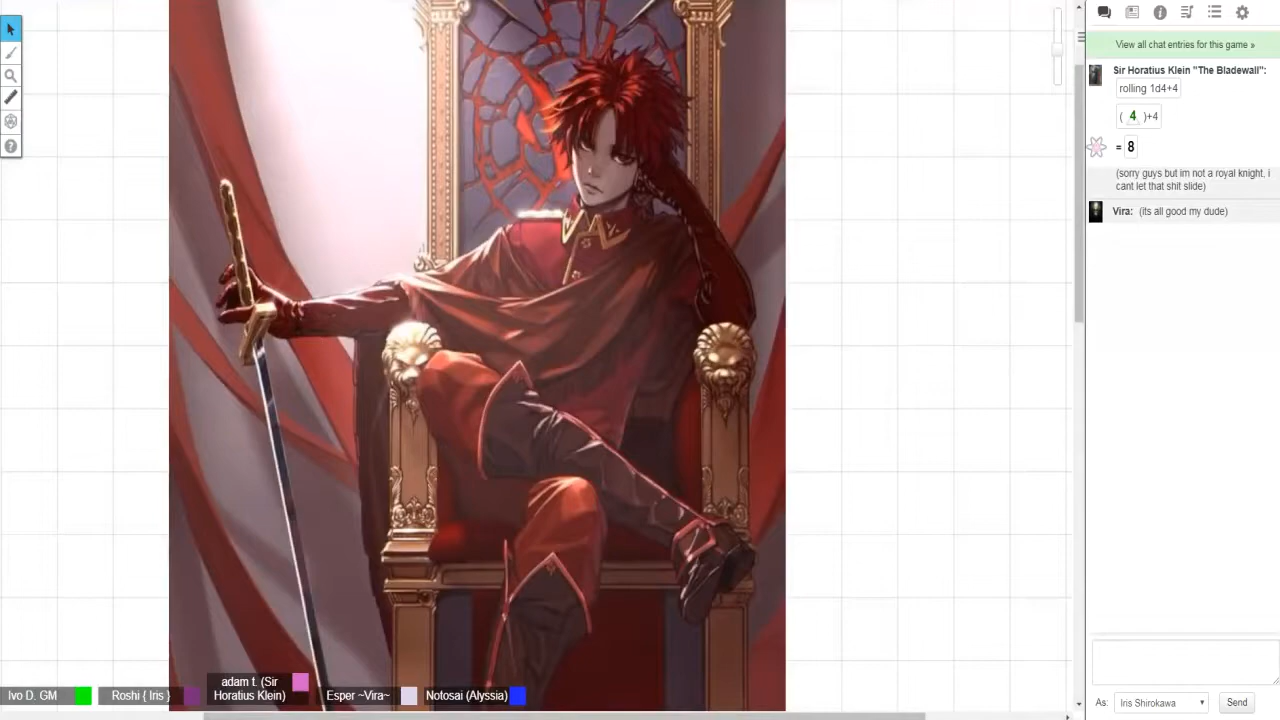 View all chat entries for this game »
Sir Horatius Klein "The Bladewall":
rolling 1d4+4
( 4 )+4
= 8
(sorry guys but im not a royal knight, i
cant let that shit slide)
Vira: (its all good my dude)
Ivo D. GM
Roshi { Iris }
adam t. (Sir
Horatius Klein)
Esper ~Vira~
Notosai (Alyssia)
As: Iris Shirokawa
Send